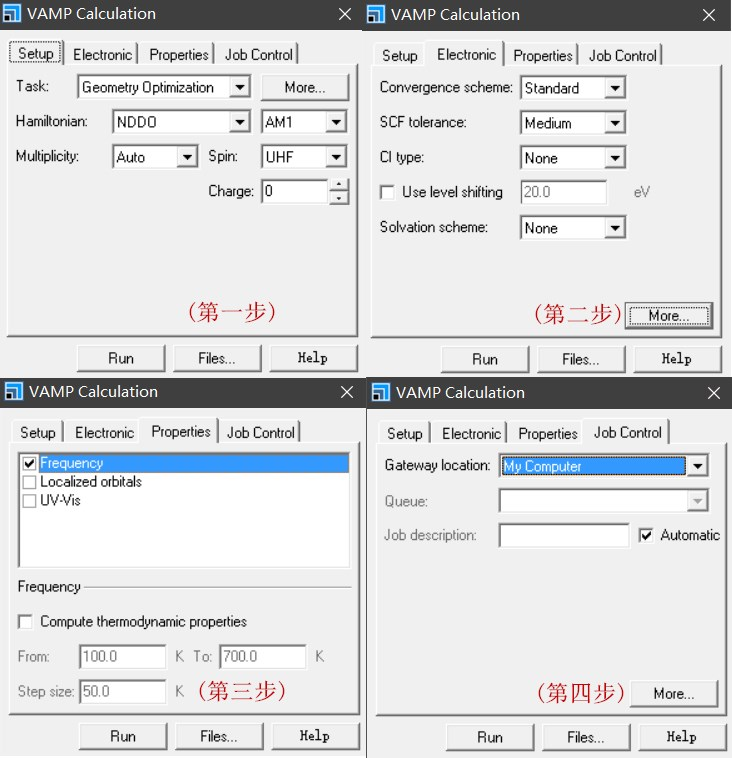 VAMP Calculation
Setup Electronic Properties Job Control
Task: Geometry Optimization More...
Hamiltonian: NDDO AM1
Multiplicity: Auto Spin: UHF
Charge: 0
(第一步)
Run Files... Help
VAMP Calculation
Setup Electronic Properties Job Control
Convergence scheme: Standard
SCF tolerance: Medium
CI type: None
Use level shifting 20.0 eV
Solvation scheme: None
(第二步) More...
Run Files... Help
VAMP Calculation
Setup Electronic Properties Job Control
Frequency
Localized orbitals
UV-Vis
Frequency
Compute thermodynamic properties
From: 100.0 K To: 700.0 K
Step size: 50.0 K (第三步)
Run Files... Help
VAMP Calculation
Setup Electronic Properties Job Control
Gateway location: My Computer
Queue:
Job description: Automatic
(第四步) More...
Run Files... Help